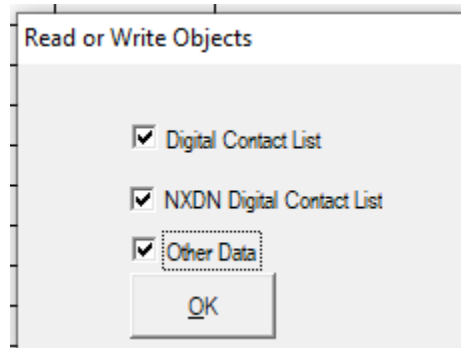 Read or Write Objects
Digital Contact List
NXDN Digital Contact List
Other Data
OK